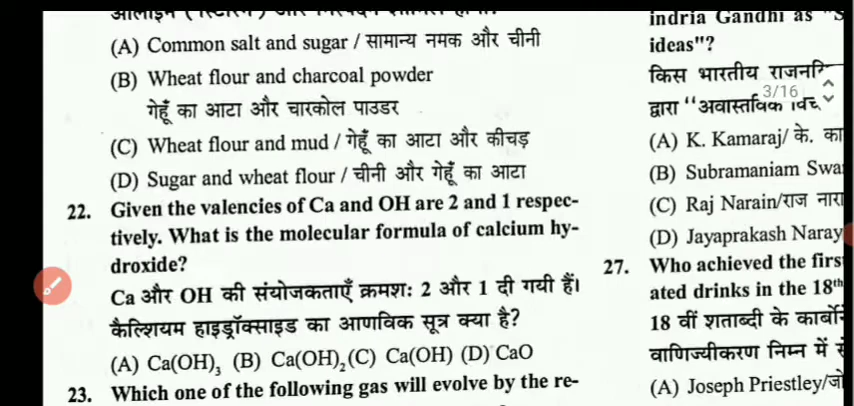 (A) Common salt and sugar / सामान्य नमक और चीनी
(B) Wheat flour and charcoal powder
गेहूँ का आटा और चारकोल पाउडर
(C) Wheat flour and mud / गेहूँ का आटा और कीचड़
(D) Sugar and wheat flour / चीनी और गेहूँ का आटा
22. Given the valencies of Ca and OH are 2 and 1 respec-
tively. What is the molecular formula of calcium hy-
droxide?
Ca और OH की संयोजकताएँ क्रमशः 2 और 1 दी गयी हैं।
कैल्शियम हाइड्रॉक्साइड का आणविक सूत्र क्या है?
(A) Ca(OH)₃ (B) Ca(OH)₂ (C) Ca(OH) (D) CaO
23. Which one of the following gas will evolve by the re-
indria Gandhi as "S
ideas"?
किस भारतीय
3/16
द्वारा "अवास्तविक
(A) K. Kamaraj/ के. का
(B) Subramaniam Swa
(C) Raj Narain/राज नारा
(D) Jayaprakash Naray
27. Who achieved the firs
ated drinks in the 18th
18 वीं शताब्दी के कार्बो
वाणिज्यीकरण निम्न में से
(A) Joseph Priestley/जो